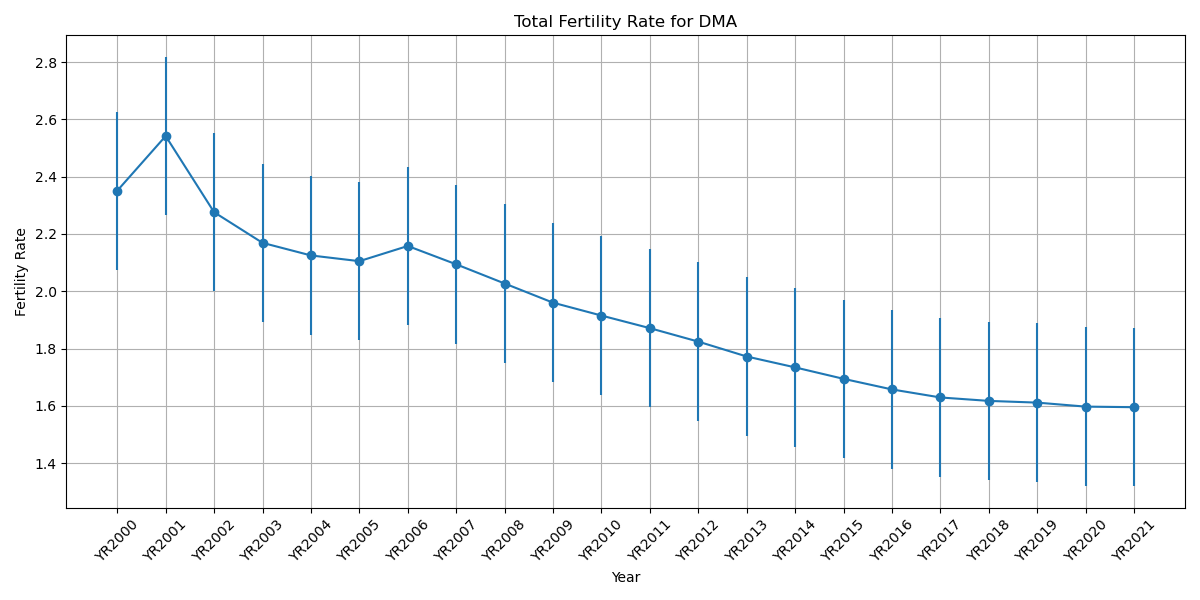 Total Fertility Rate for DMA
Fertility Rate
2.8
2.6
2.4
2.2
2.0
1.8
1.6
1.4
YR2000
YR2001
YR2002
YR2003
YR2004
YR2005
YR2006
YR2007
YR2008
YR2009
YR2010
YR2011
YR2012
YR2013
YR2014
YR2015
YR2016
YR2017
YR2018
YR2019
YR2020
YR2021
Year